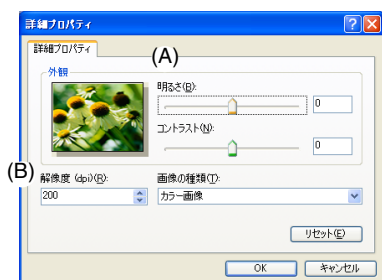 詳細プロパティ
詳細プロパティ
(A)
外観
明るさ(B):
0
コントラスト(N):
0
(B)
解像度 (dpi)(R):
画像の種類(T):
200
カラー画像
リセット(E)
OK
キャンセル